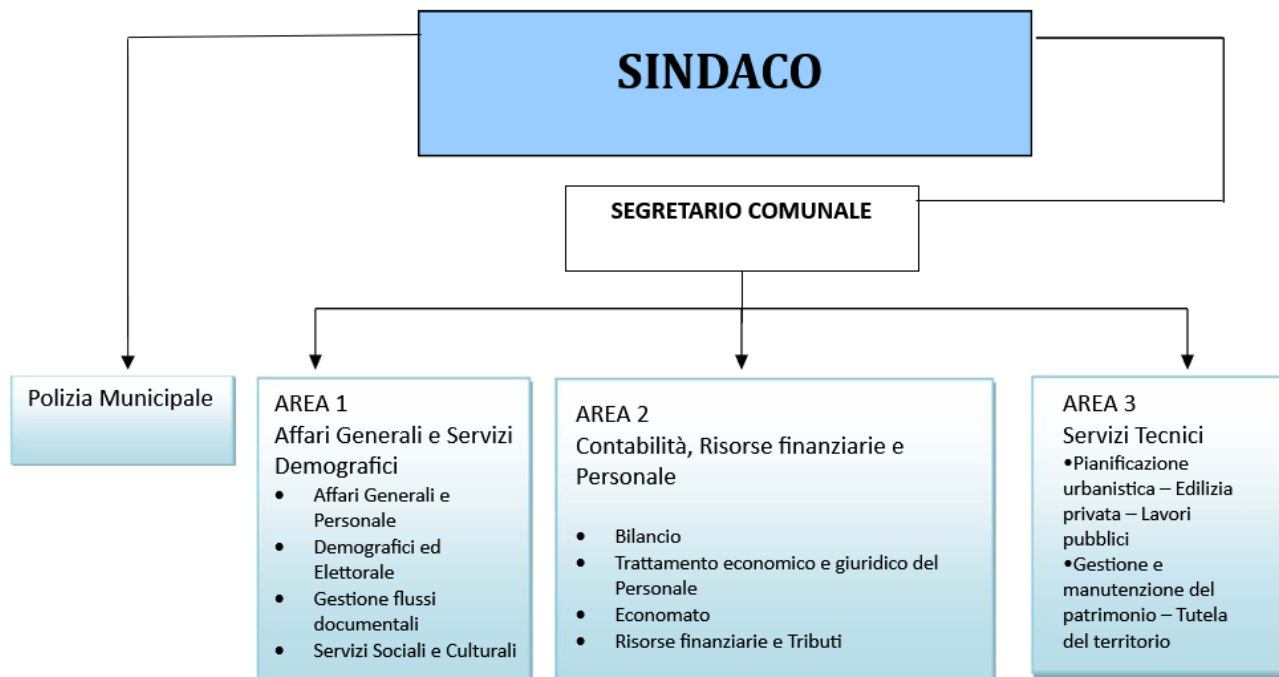 SINDACO
SEGRETARIO COMUNALE
Polizia Municipale
AREA 1
Affari Generali e Servizi
Demografici
• Affari Generali e
Personale
• Demografici ed
Elettorale
• Gestione flussi
documentali
• Servizi Sociali e Culturali
AREA 2
Contabilità, Risorse finanziarie e
Personale
• Bilancio
• Trattamento economico e giuridico del
Personale
• Economato
• Risorse finanziarie e Tributi
AREA 3
Servizi Tecnici
•Pianificazione
urbanistica – Edilizia
privata – Lavori
pubblici
•Gestione e
manutenzione del
patrimonio – Tutela
del territorio